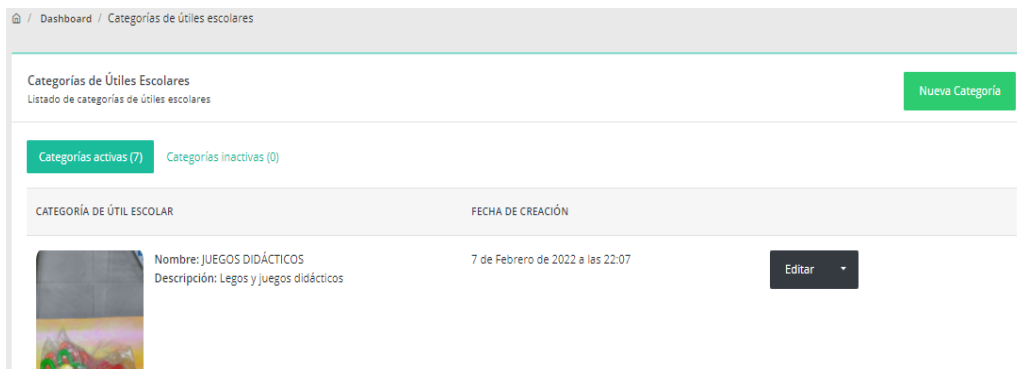 / Dashboard / Categorías de útiles escolares
Categorías de Útiles Escolares
Listado de categorías de útiles escolares
Nueva Categoría
Categorías activas (7) Categorías inactivas (0)
CATEGORÍA DE ÚTIL ESCOLAR FECHA DE CREACIÓN
Nombre: JUEGOS DIDÁCTICOS 7 de Febrero de 2022 a las 22:07
Descripción: Legos y juegos didácticos
Editar